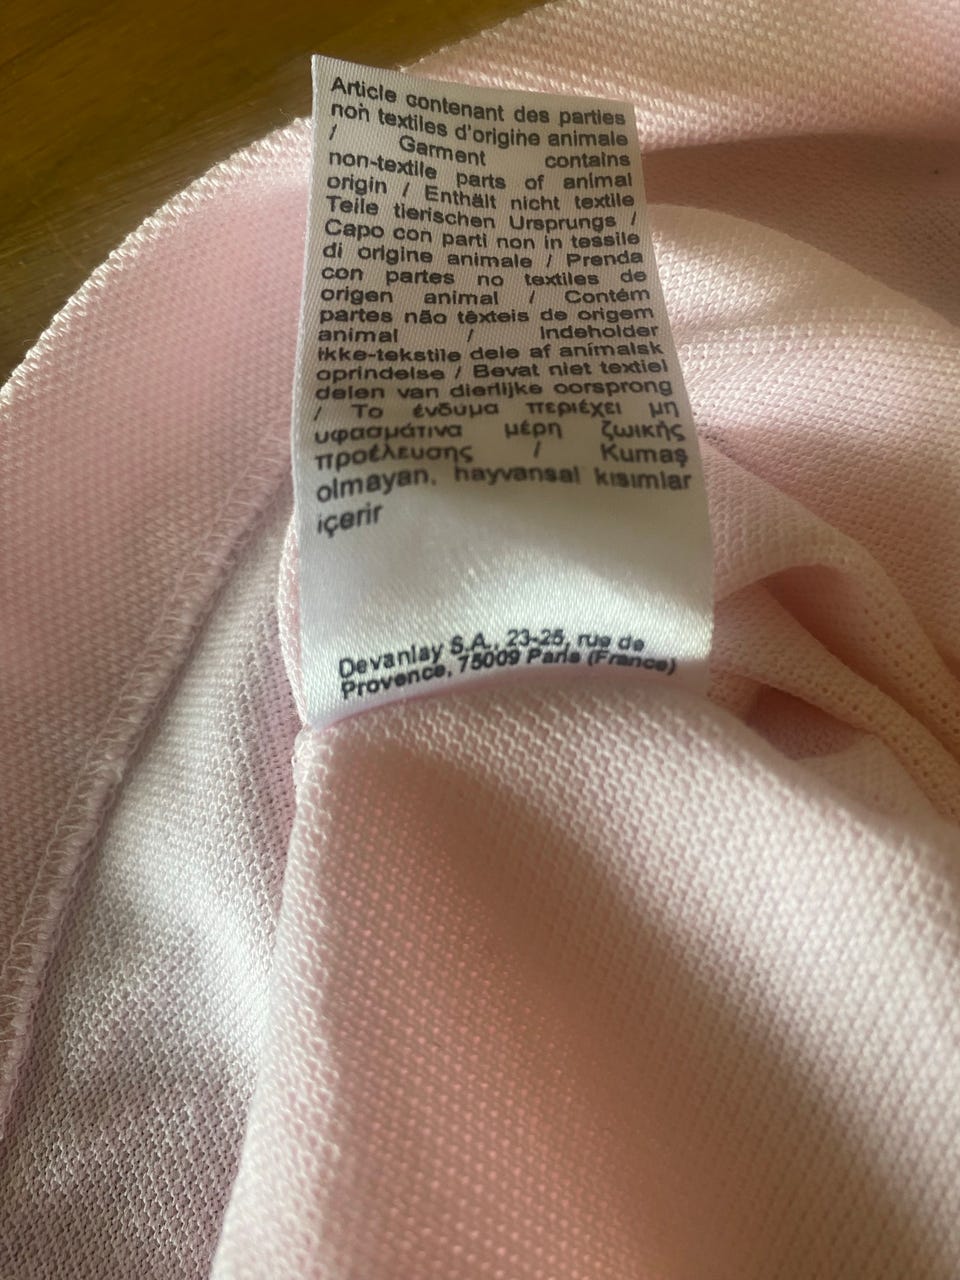 Article contenant des parties
non textiles d'origine animale
/ Garment contains
non-textile parts of animal
origin / Enthält nicht textile
Teile tierischen Ursprungs /
Capo con parti non in tessile
di origine animale / Prenda
con partes no textiles de
origen animal / Contém
partes não têxteis de origem
animal / Indeholder
ikke-tekstile dele af animalsk
oprindelse / Bevat niet textiel
delen van dierlijke oorsprong
/ Το ένδυμα περιέχει μη
υφασμάτινα μέρη ζωικής
προέλευσης / Kumaş
olmayan, hayvansal kısımlar
içerir
Devanlay S.A., 23-25, rue de
Provence, 75009 Paris (France)